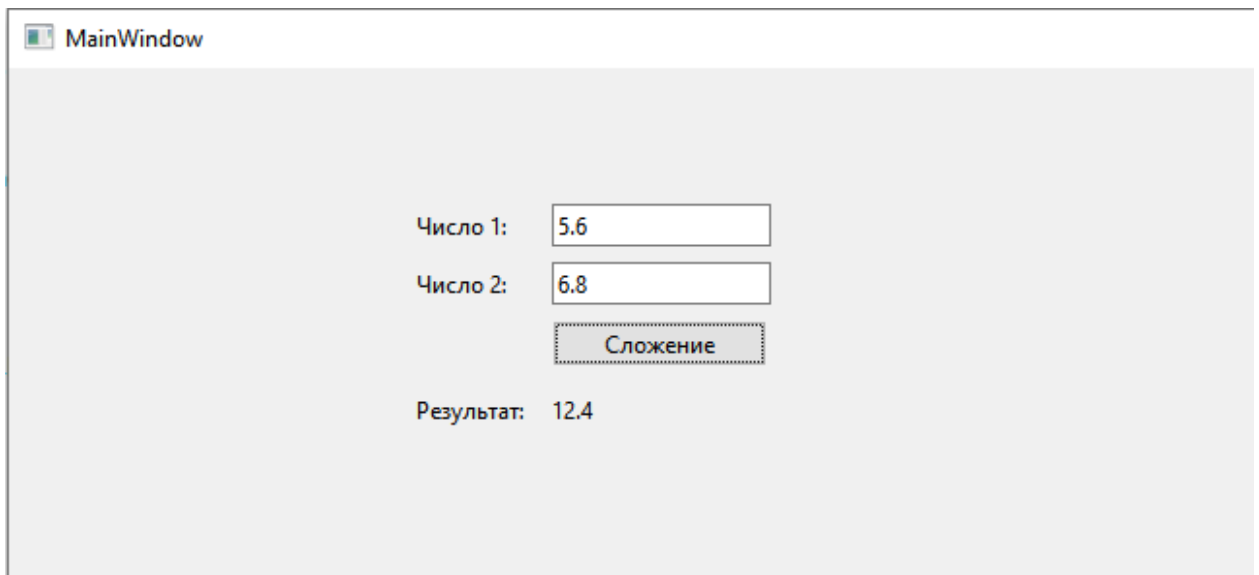 MainWindow
Число 1: 5.6
Число 2: 6.8
Сложение
Результат: 12.4